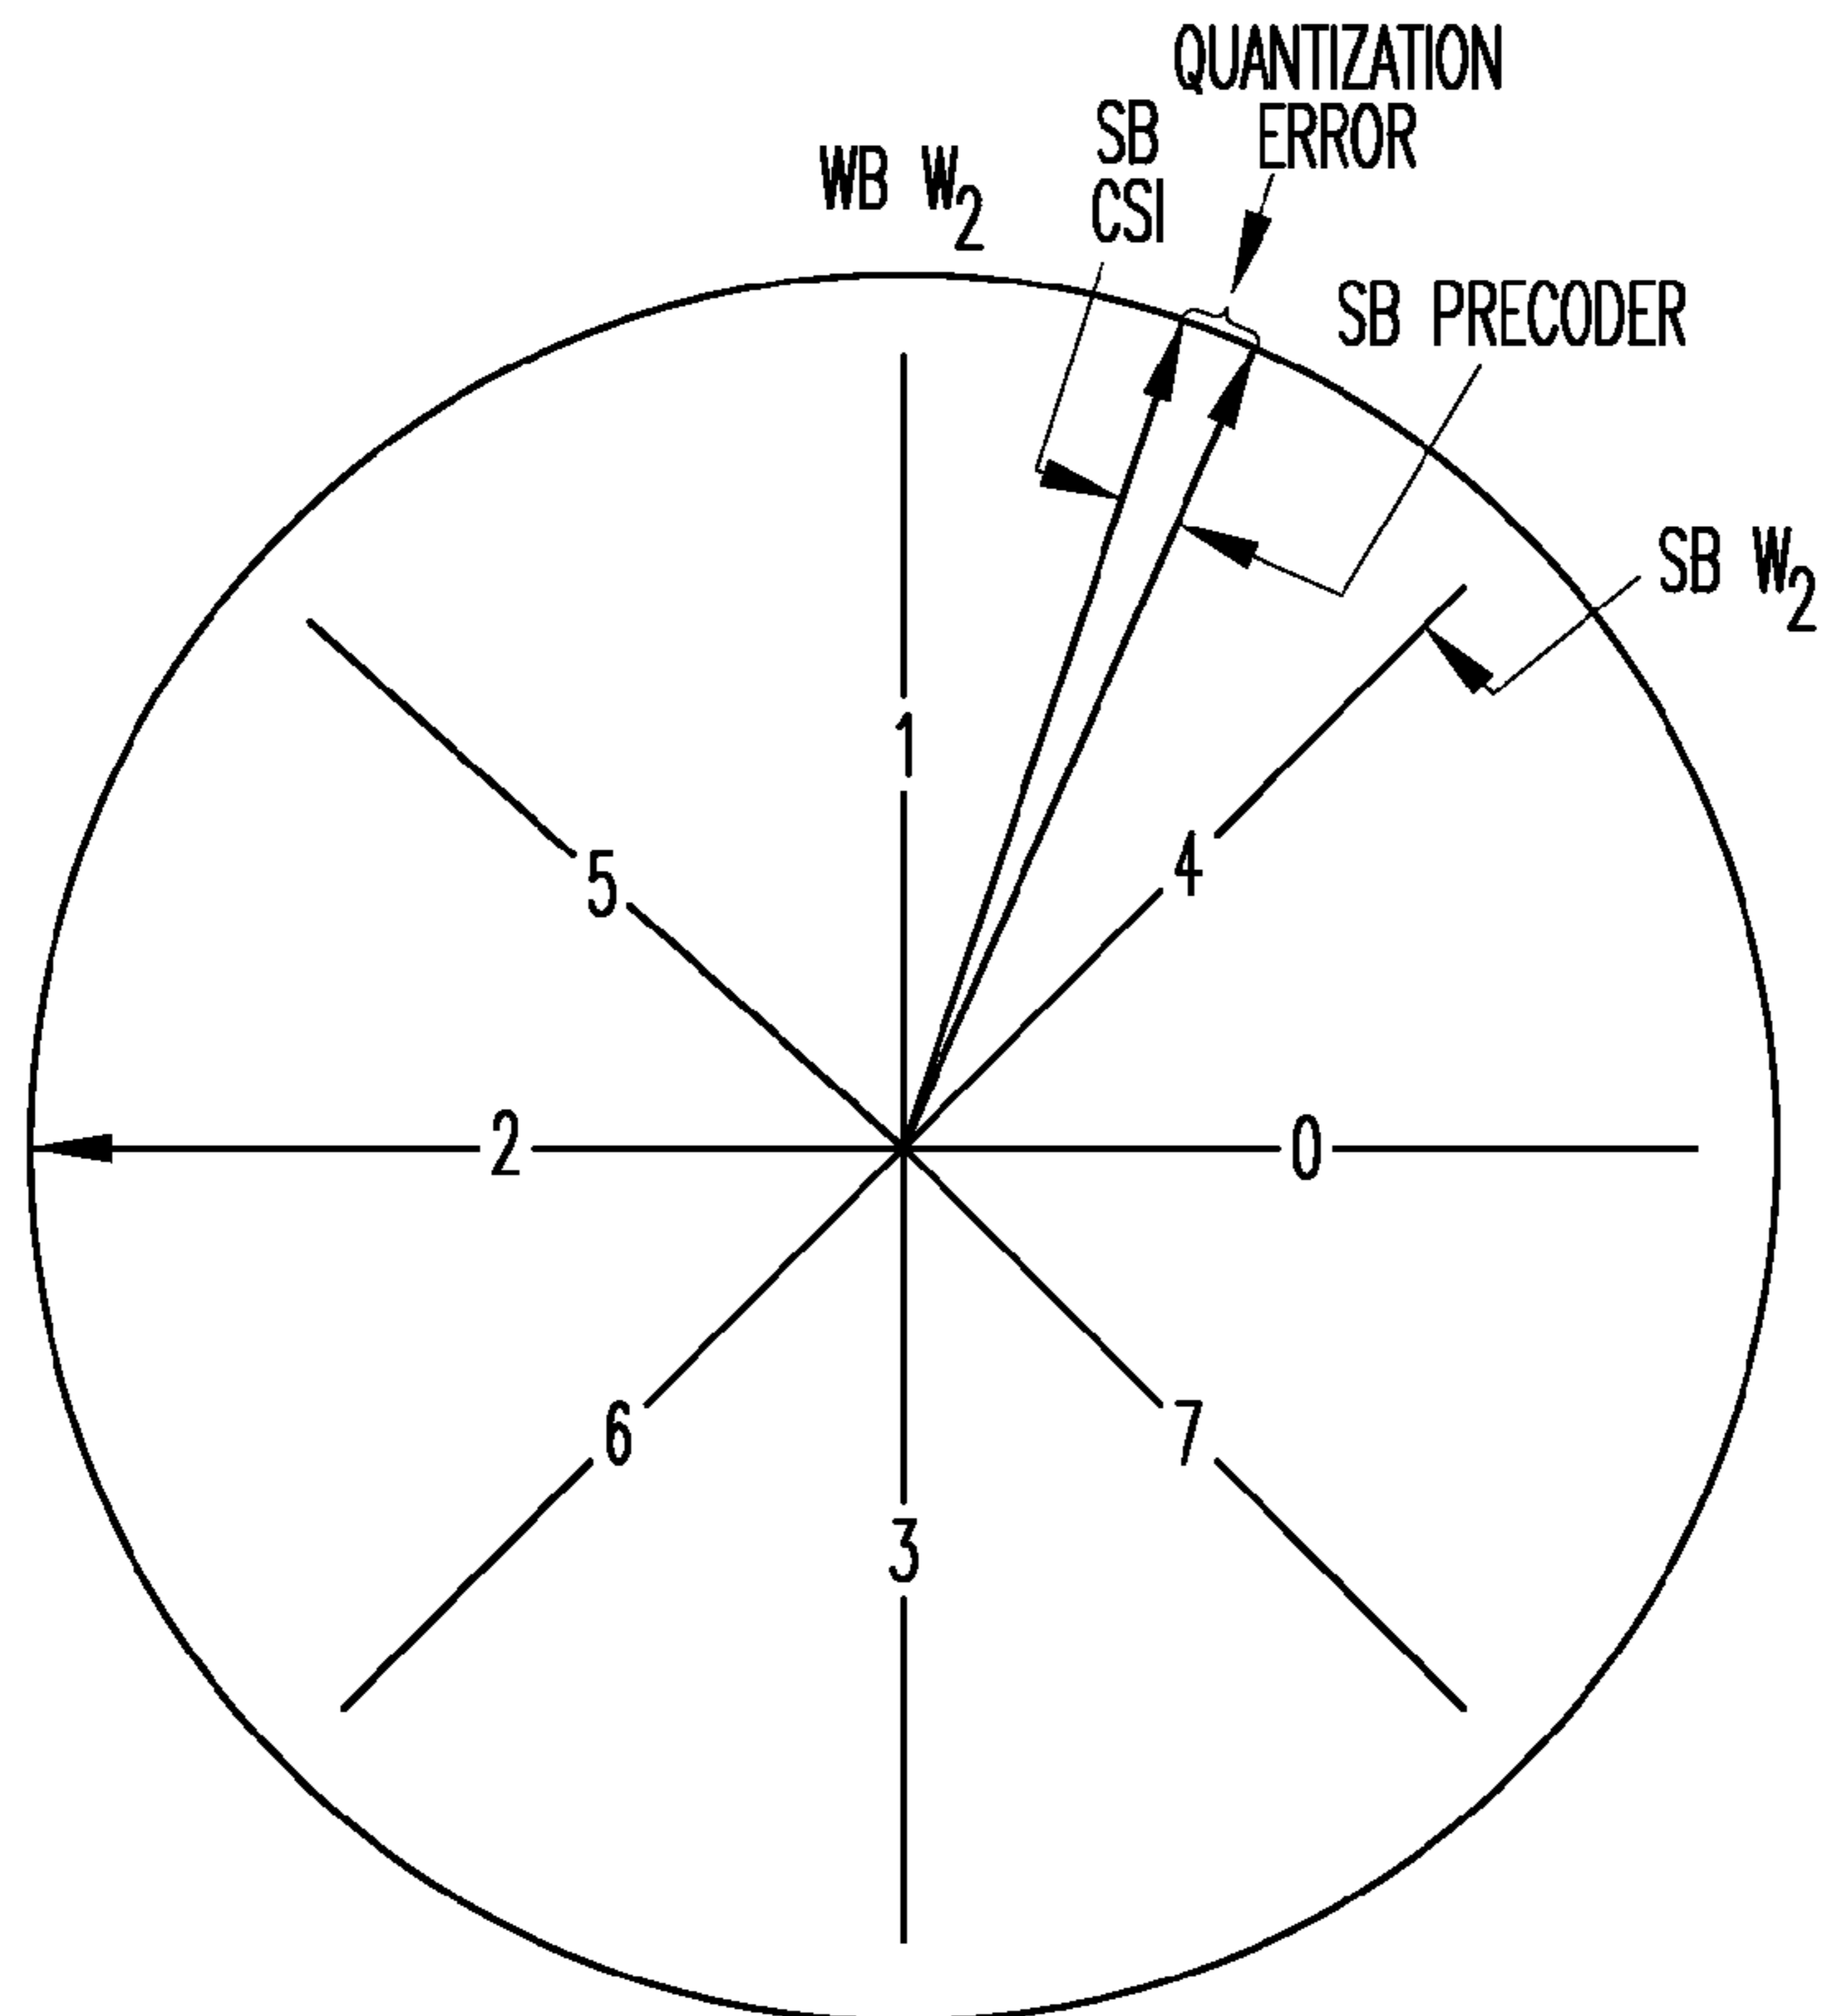 QUANTIZATION
ERROR
SB
CSI
WB W₂
SB PRECODER
SB W₂
1
4
5
2
0
6
7
3